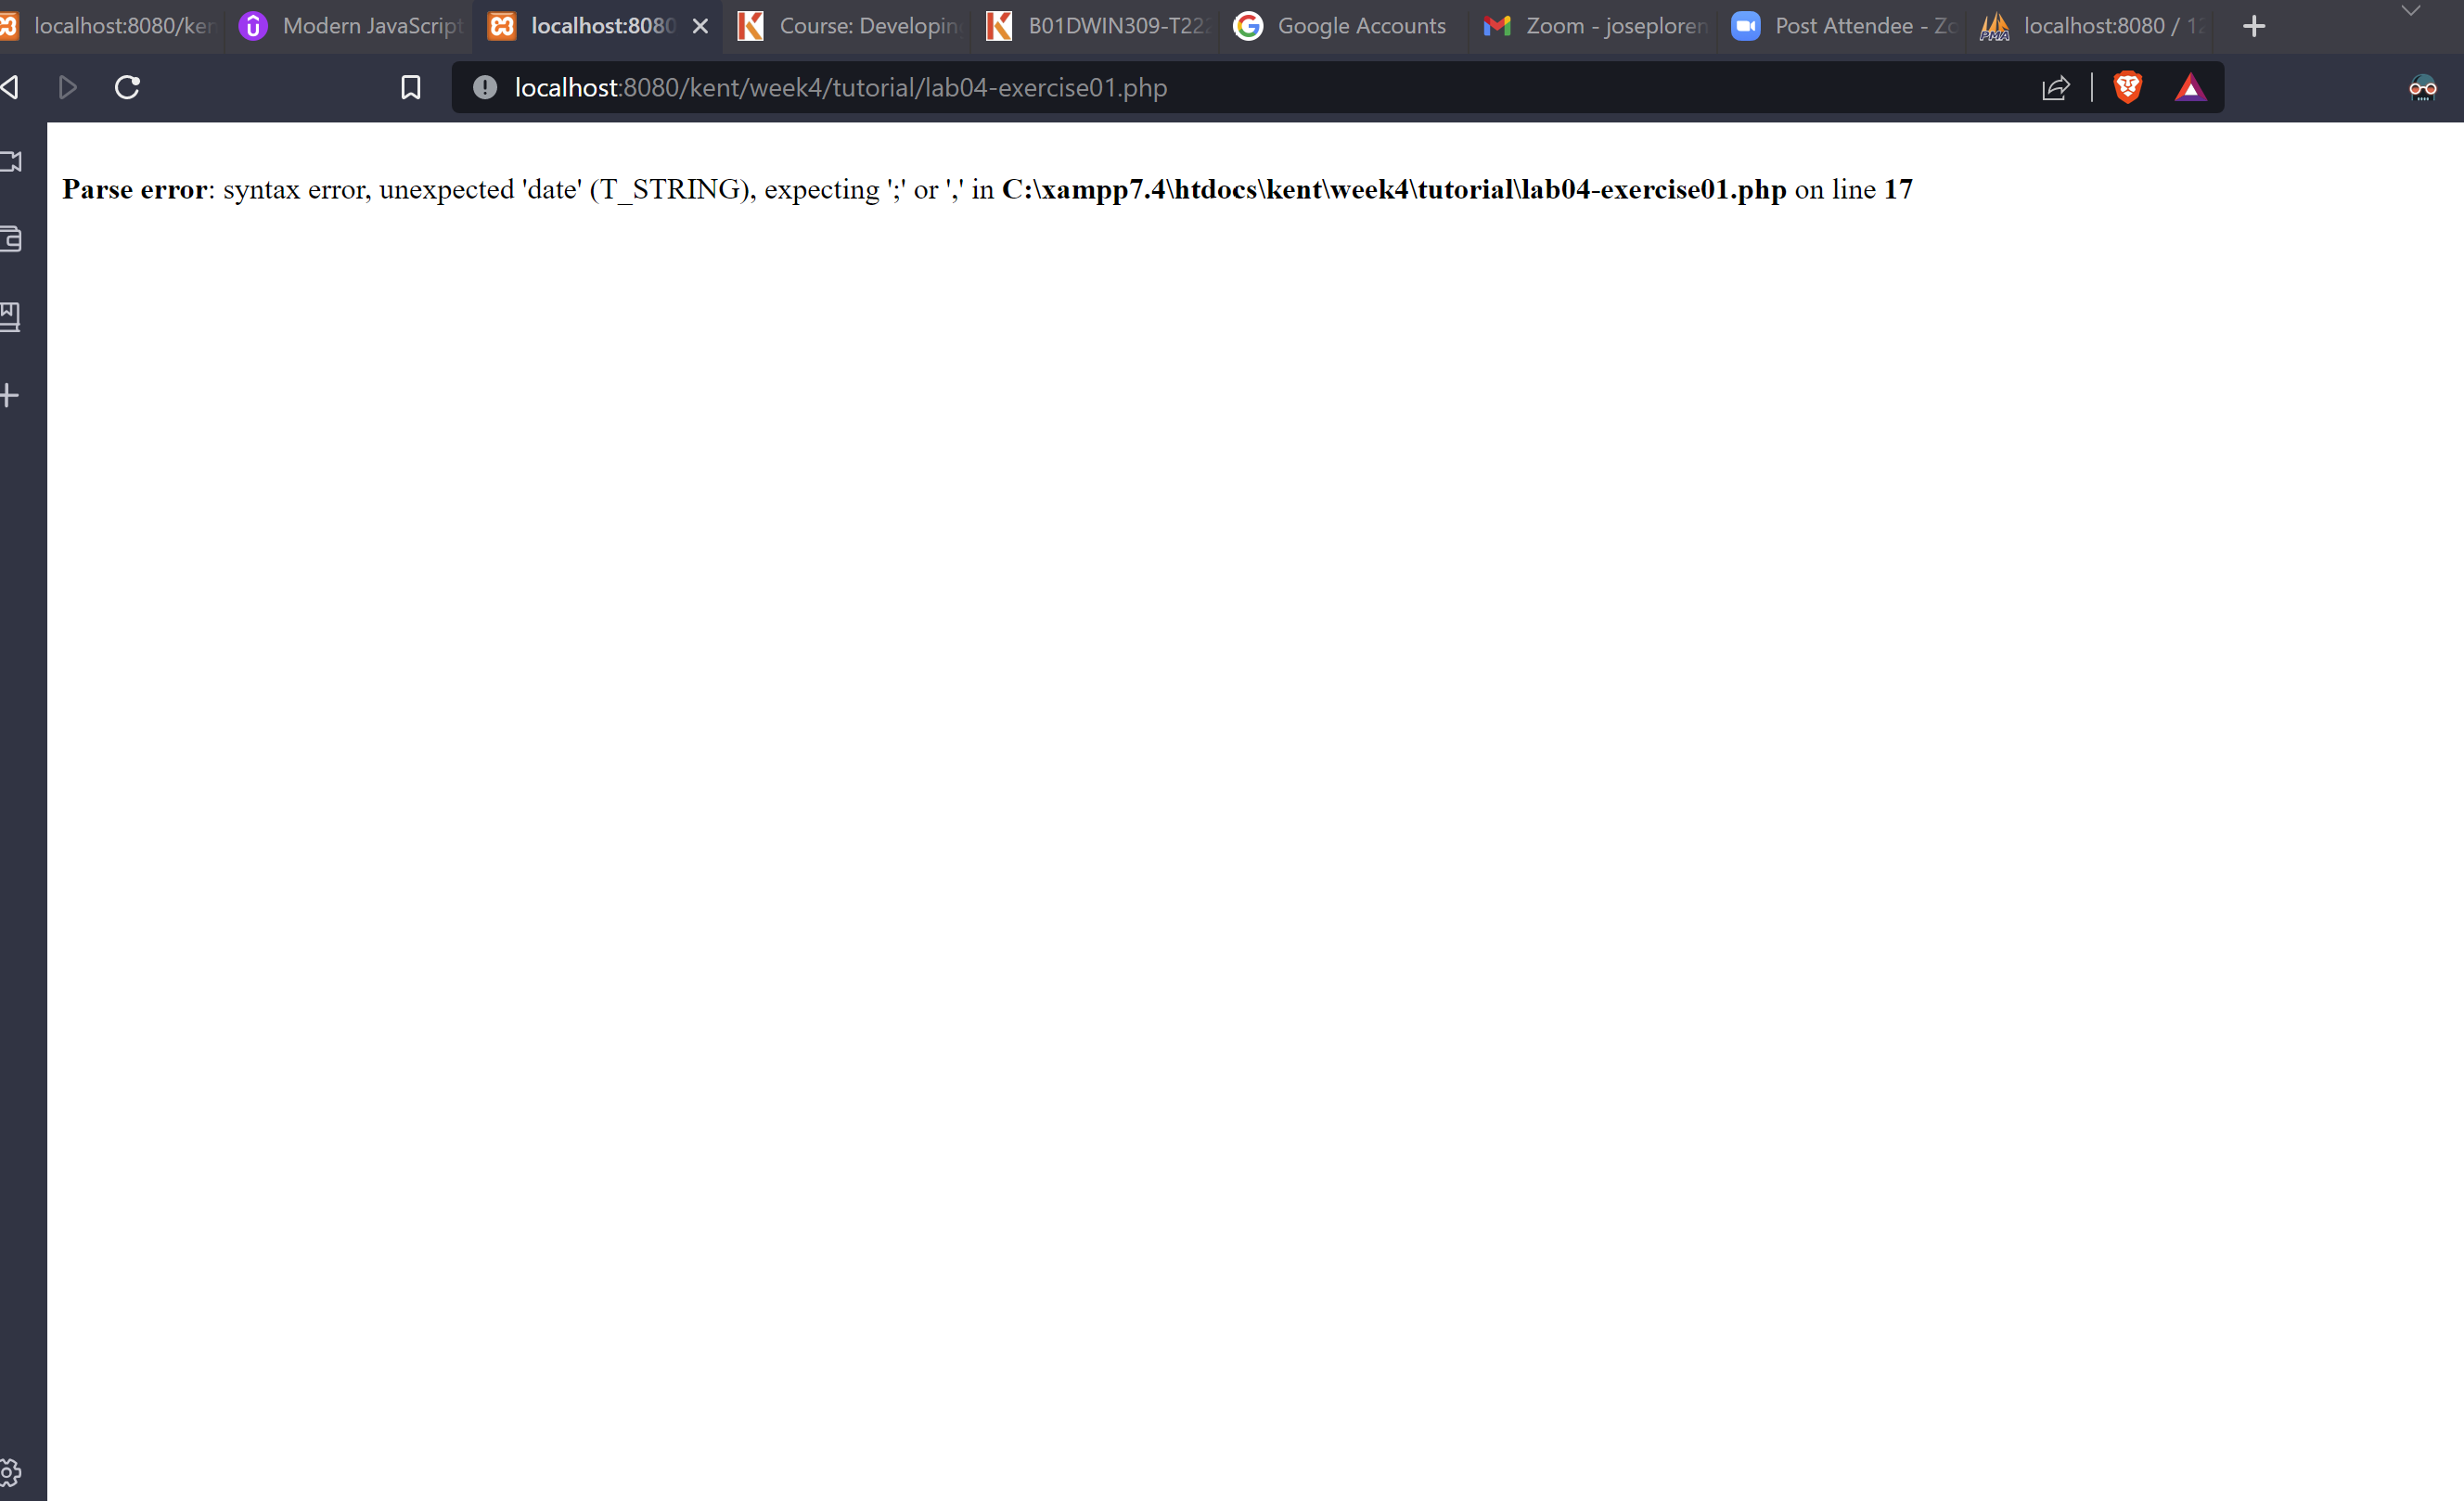 localhost:8080/ken
Modern JavaScript
localhost:8080
Course: Developin
B01DWIN309-T222
Google Accounts
Zoom - joseploren
Post Attendee - Zo
localhost:8080 / 12
localhost:8080/kent/week4/tutorial/lab04-exercise01.php
Parse error: syntax error, unexpected 'date' (T_STRING), expecting ';' or ',' in C:\xampp7.4\htdocs\kent\week4\tutorial\lab04-exercise01.php on line 17